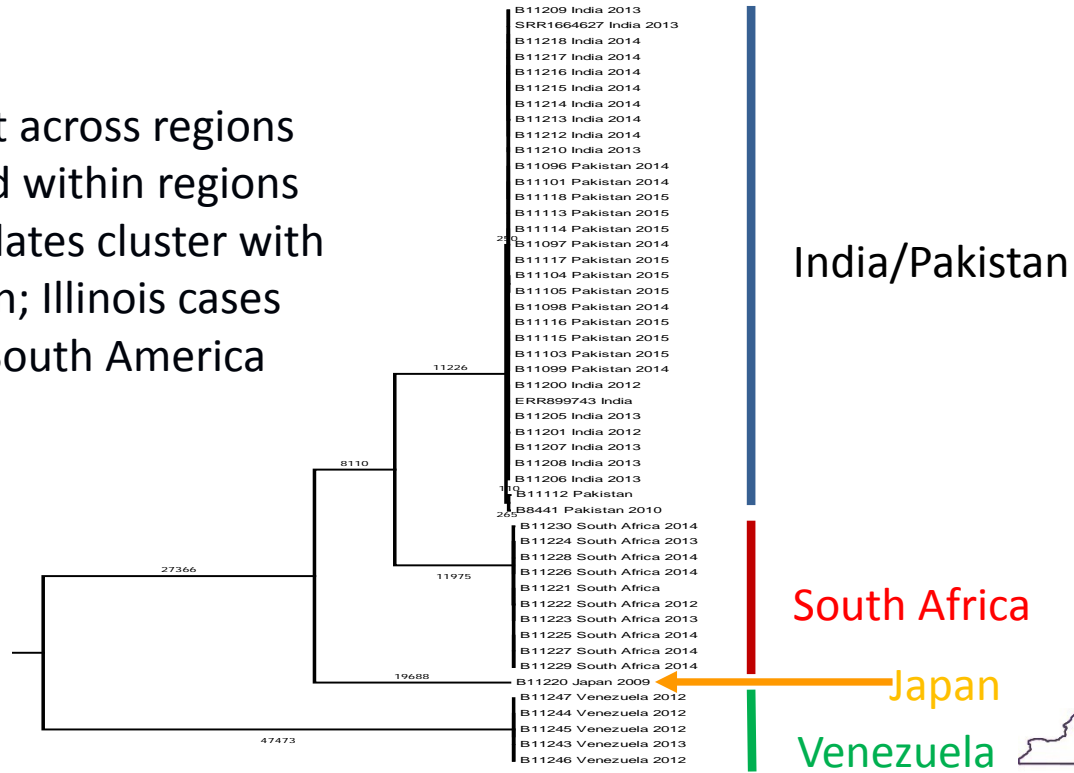 t across regions
d within regions
lates cluster with
n; Illinois cases
South America
B11209 India 2013
SRR1664627 India 2013
B11218 India 2014
B11217 India 2014
B11216 India 2014
B11215 India 2014
B11214 India 2014
B11213 India 2014
B11212 India 2014
B11210 India 2013
B11096 Pakistan 2014
B11101 Pakistan 2014
B11118 Pakistan 2015
B11113 Pakistan 2015
B11114 Pakistan 2015
B11097 Pakistan 2014
B11117 Pakistan 2015
B11104 Pakistan 2015
B11105 Pakistan 2015
B11098 Pakistan 2014
B11116 Pakistan 2015
B11115 Pakistan 2015
B11103 Pakistan 2015
B11099 Pakistan 2014
B11200 India 2012
ERR899743 India
B11205 India 2013
B11201 India 2012
B11207 India 2013
B11208 India 2013
B11206 India 2013
B11112 Pakistan
B8441 Pakistan 2010
B11230 South Africa 2014
B11224 South Africa 2013
B11228 South Africa 2014
B11226 South Africa 2014
B11221 South Africa
B11222 South Africa 2012
B11223 South Africa 2013
B11225 South Africa 2014
B11227 South Africa 2014
B11229 South Africa 2014
B11220 Japan 2009
B11247 Venezuela 2012
B11244 Venezuela 2012
B11245 Venezuela 2012
B11243 Venezuela 2013
B11246 Venezuela 2012
110
265
11226
8110
11975
27366
19688
47473
India/Pakistan
South Africa
Japan
Venezuela